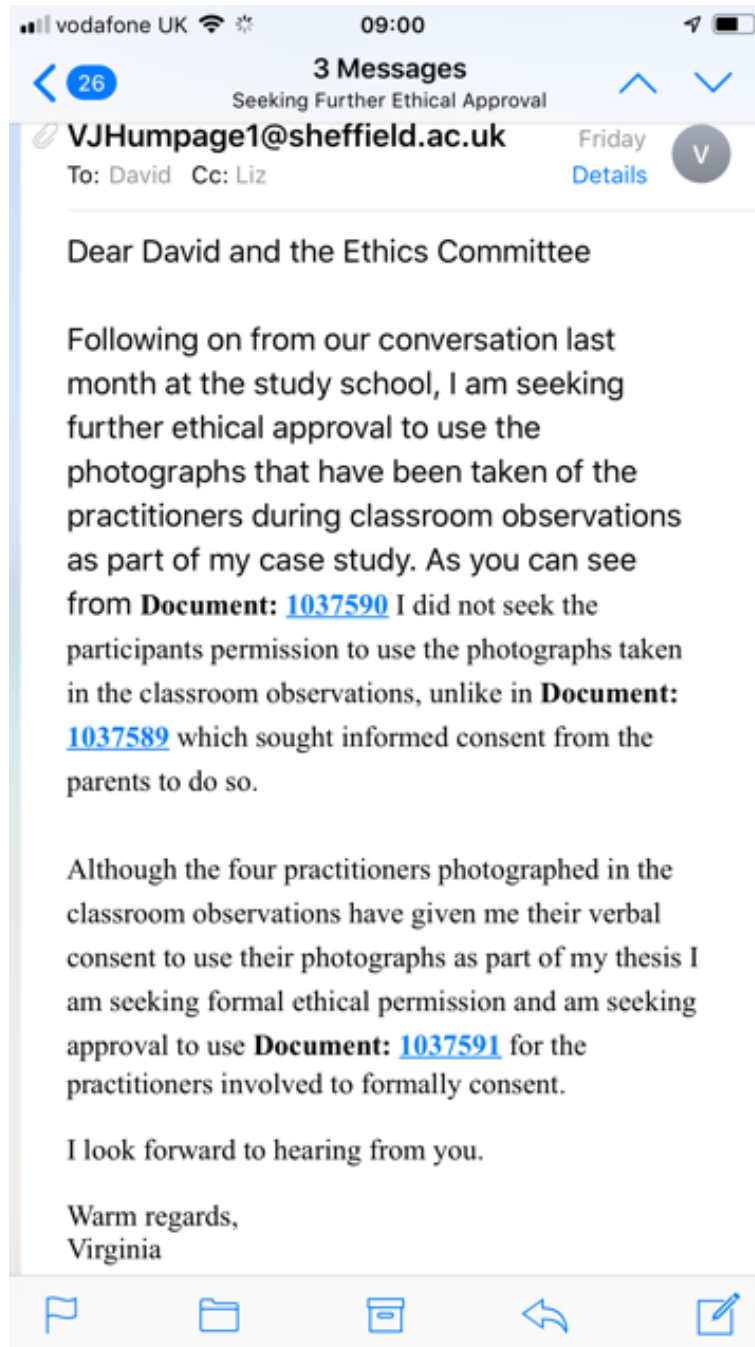 vodafone UK 09:00
26 3 Messages
Seeking Further Ethical Approval
VJHumpage1@sheffield.ac.uk Friday V
To: David Cc: Liz Details
Dear David and the Ethics Committee
Following on from our conversation last
month at the study school, I am seeking
further ethical approval to use the
photographs that have been taken of the
practitioners during classroom observations
as part of my case study. As you can see
from Document: 1037590 I did not seek the
participants permission to use the photographs taken
in the classroom observations, unlike in Document:
1037589 which sought informed consent from the
parents to do so.
Although the four practitioners photographed in the
classroom observations have given me their verbal
consent to use their photographs as part of my thesis I
am seeking formal ethical permission and am seeking
approval to use Document: 1037591 for the
practitioners involved to formally consent.
I look forward to hearing from you.
Warm regards,
Virginia